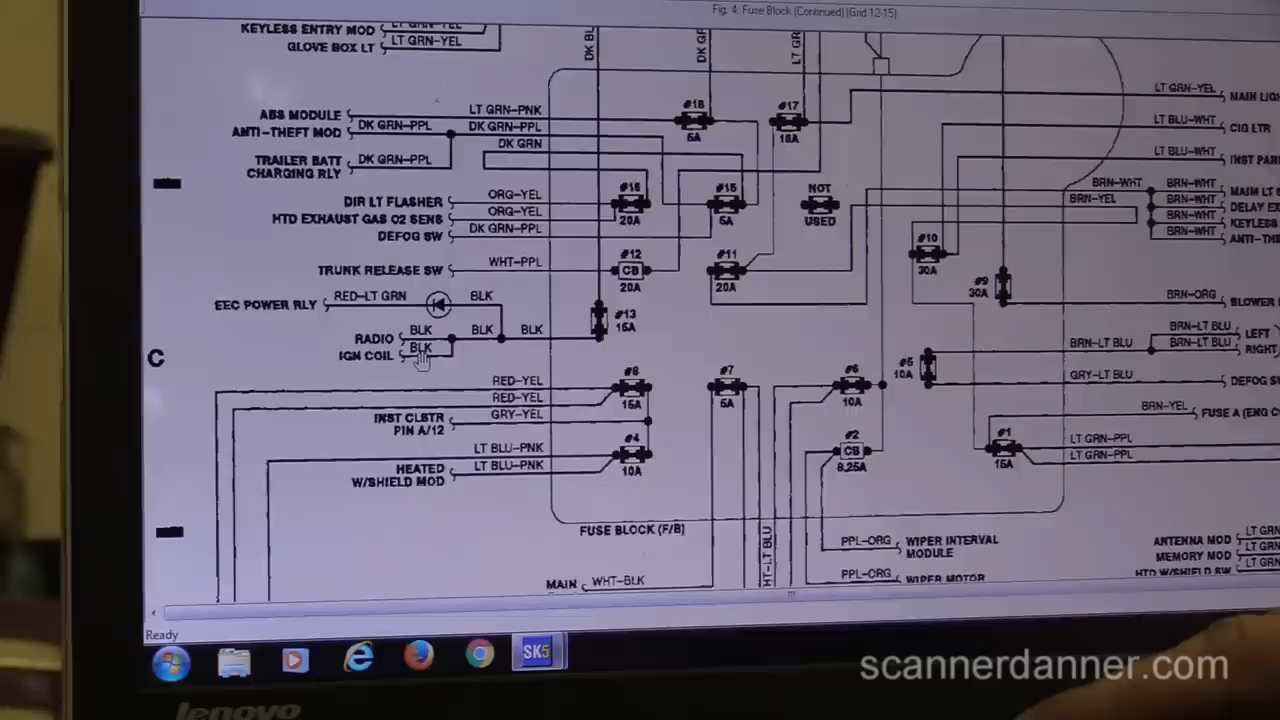 Fig. 4: Fuse Block (Continued) (Grid 12-15)
KEYLESS ENTRY MOD
GLOVE BOX LT LT GRN-YEL
DK BL
DK GR
LT GR
ABS MODULE LT GRN-PNK #18 5A #17 18A LT GRN-YEL MAIN LIG
ANTI-THEFT MOD DK GRN-PPL DK GRN-PPL LT BLU-WHT CIG LTR
DK GRN
TRAILER BATT CHARGING RLY DK GRN-PPL LT BLU-WHT INST PAN
DIR LT FLASHER ORG-YEL #16 20A #15 5A NOT USED BRN-WHT BRN-WHT MAIN LT
HTD EXHAUST GAS O2 SENS ORG-YEL BRN-YEL BRN-WHT DELAY EX
BRN-WHT KEYLESS
DEFOG SW DK GRN-PPL BRN-WHT ANTI-TH
TRUNK RELEASE SW WHT-PPL #12 CB 20A #11 20A #10 30A
EEC POWER RLY RED-LT GRN BLK #13 15A #9 30A BRN-ORG BLOWER
RADIO BLK BLK BLK BRN-LT BLU LEFT
IGN COIL BLK BRN-LT BLU BRN-LT BLU RIGHT
RED-YEL #8 15A #7 5A #6 10A #5 10A GRY-LT BLU DEFOG S
RED-YEL
INST CLSTR PIN A/12 GRY-YEL BRN-YEL FUSE A (ENG C
LT BLU-PNK #4 10A #2 CB 8.25A #1 15A LT GRN-PPL
HEATED W/SHIELD MOD LT BLU-PNK LT GRN-PPL
C
FUSE BLOCK (F/B)
HT-LT BLU
PPL-ORG WIPER INTERVAL MODULE
ANTENNA MOD LT GRN
MEMORY MOD LT GRN
MAIN WHT-BLK PPL-ORG WIPER MOTOR HTD W/SHIELD SW LT GRN
Ready
SK5
scannerdanner.com
lenovo